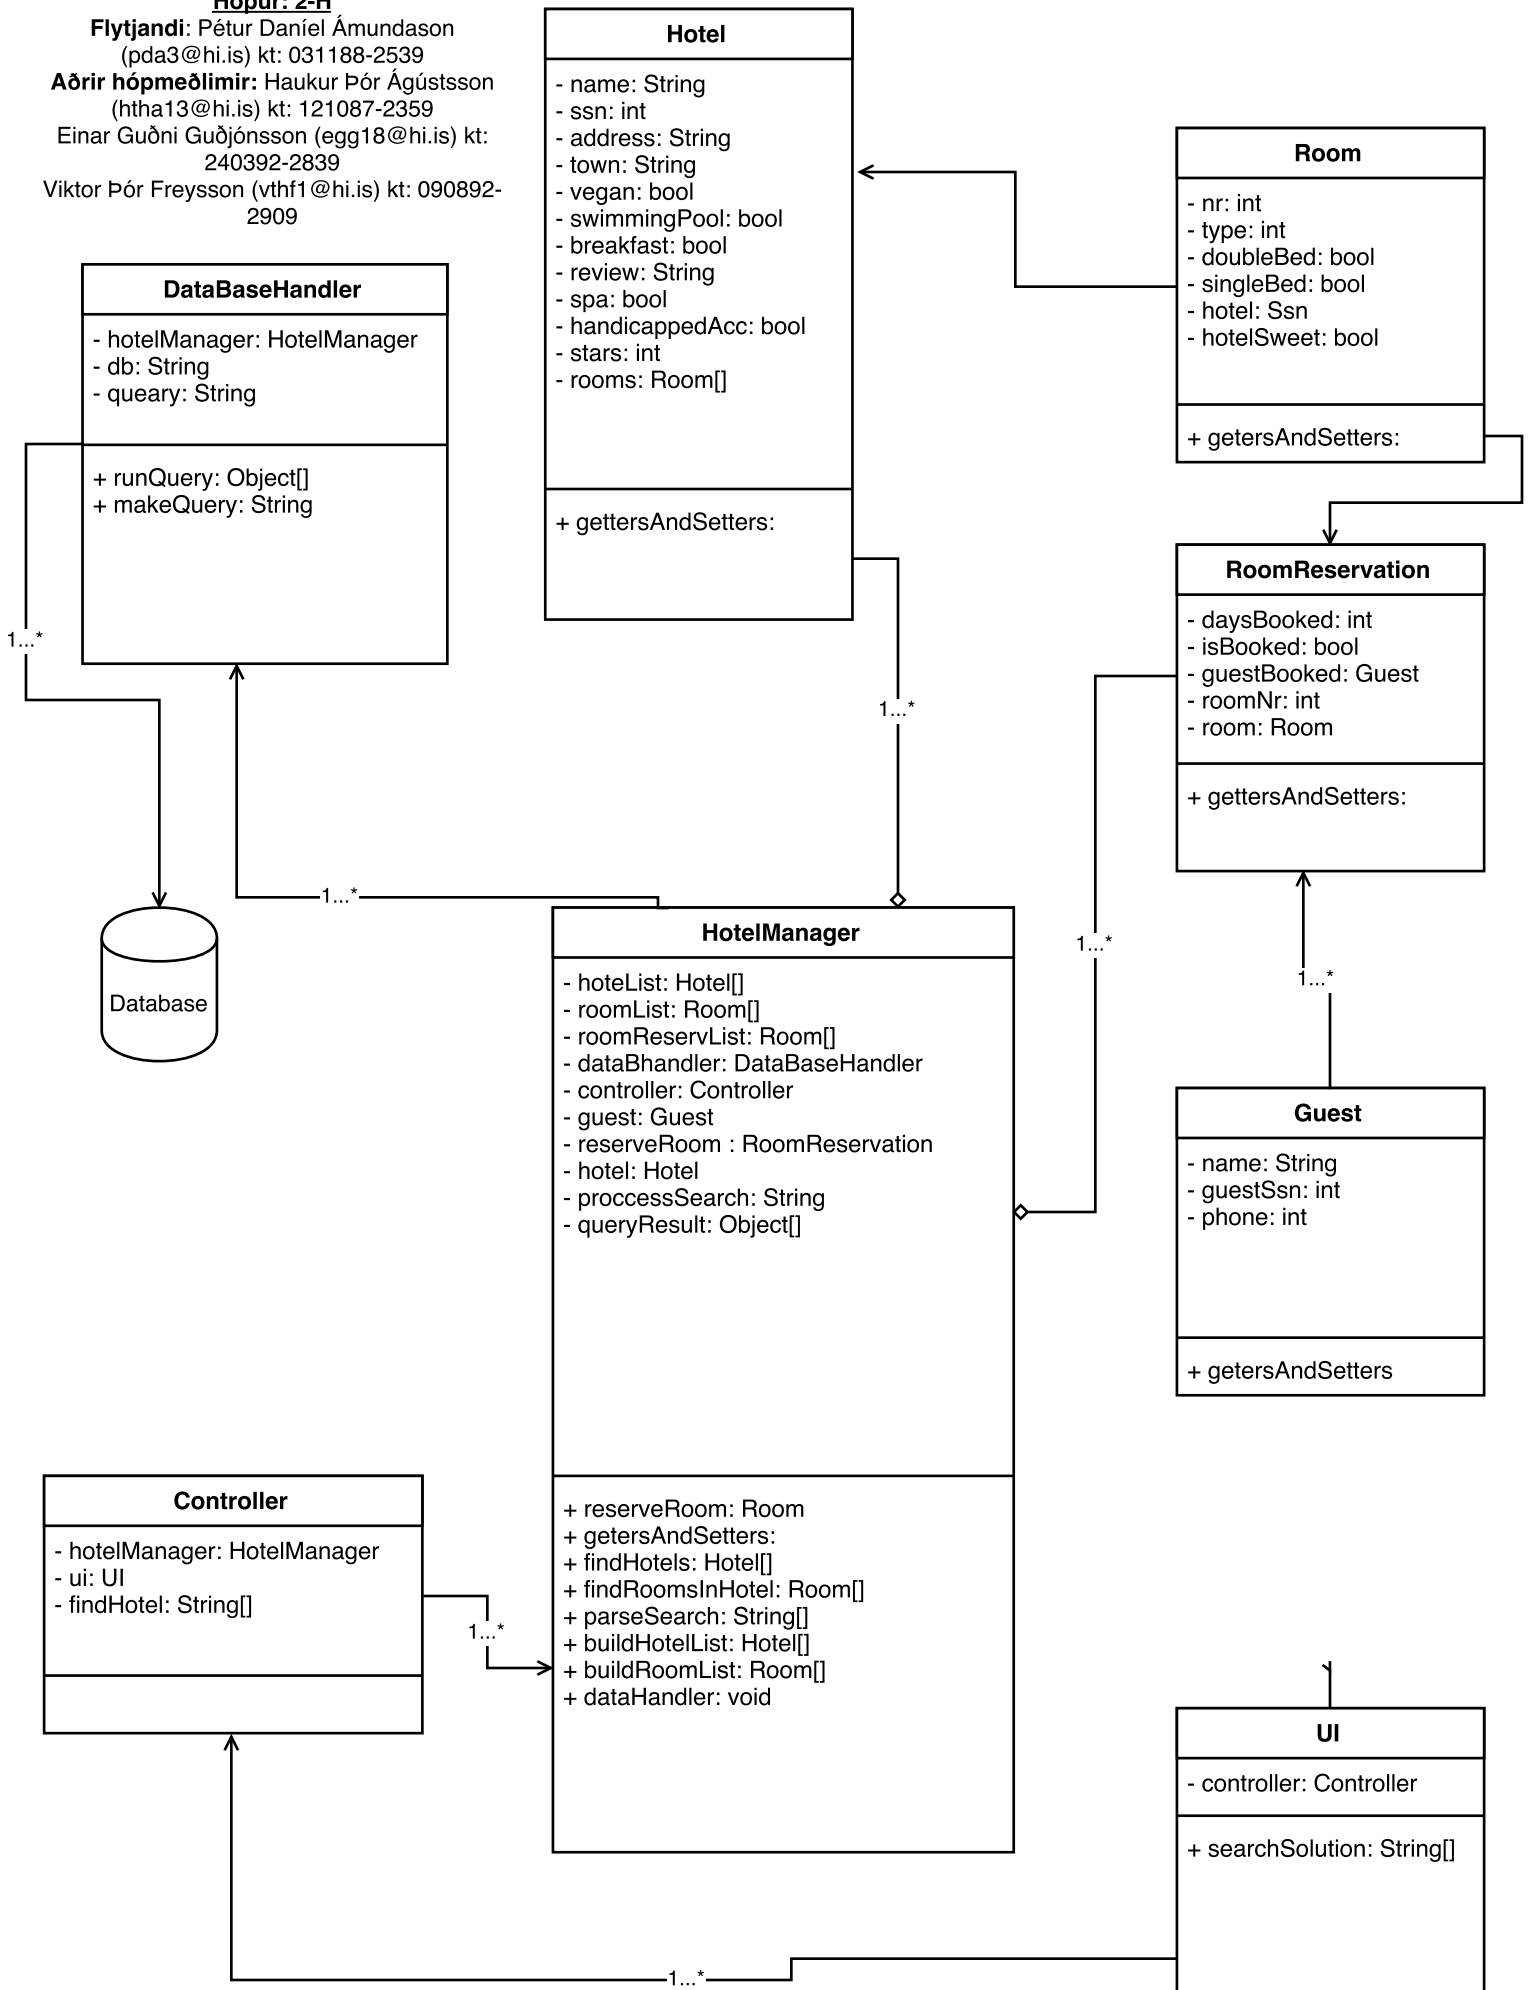 Hópur: 2-H
Flytjandi: Pétur Daníel Ámundason
(pda3@hi.is) kt: 031188-2539
Aðrir hópmeðlimir: Haukur Þór Ágústsson
(htha13@hi.is) kt: 121087-2359
Einar Guðni Guðjónsson (egg18@hi.is) kt:
240392-2839
Viktor Þór Freysson (vthf1@hi.is) kt: 090892-
2909
Hotel
- name: String
- ssn: int
- address: String
- town: String
- vegan: bool
- swimmingPool: bool
- breakfast: bool
- review: String
- spa: bool
- handicappedAcc: bool
- stars: int
- rooms: Room[]
+ gettersAndSetters:
Room
- nr: int
- type: int
- doubleBed: bool
- singleBed: bool
- hotel: Ssn
- hotelSweet: bool
+ getersAndSetters:
DataBaseHandler
- hotelManager: HotelManager
- db: String
- queary: String
+ runQuery: Object[]
+ makeQuery: String
1...*
RoomReservation
- daysBooked: int
- isBooked: bool
- guestBooked: Guest
- roomNr: int
- room: Room
+ gettersAndSetters:
1...*
1...*
Database
HotelManager
- hoteList: Hotel[]
- roomList: Room[]
- roomReservList: Room[]
- dataBhandler: DataBaseHandler
- controller: Controller
- guest: Guest
- reserveRoom : RoomReservation
- hotel: Hotel
- proccessSearch: String
- queryResult: Object[]
+ reserveRoom: Room
+ getersAndSetters:
+ findHotels: Hotel[]
+ findRoomsInHotel: Room[]
+ parseSearch: String[]
+ buildHotelList: Hotel[]
+ buildRoomList: Room[]
+ dataHandler: void
1...*
1...*
Guest
- name: String
- guestSsn: int
- phone: int
+ getersAndSetters
Controller
- hotelManager: HotelManager
- ui: UI
- findHotel: String[]
1...*
UI
- controller: Controller
+ searchSolution: String[]
1...*